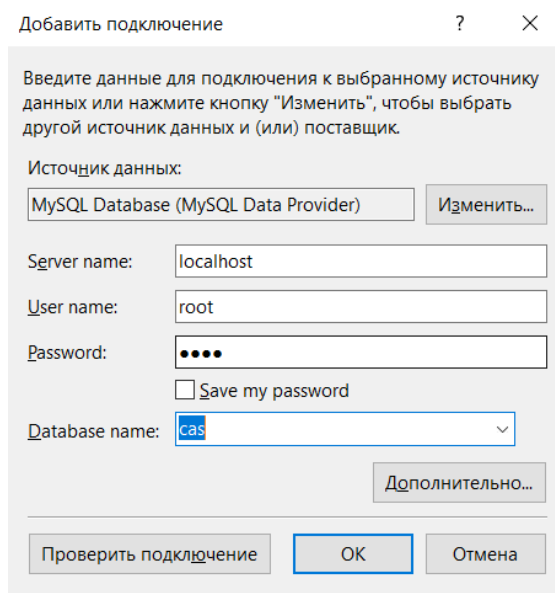 Добавить подключение
?
Введите данные для подключения к выбранному источнику
данных или нажмите кнопку "Изменить", чтобы выбрать
другой источник данных и (или) поставщик.
Источник данных:
MySQL Database (MySQL Data Provider)
Изменить...
Server name:
localhost
User name:
root
Password:
●●●●
Save my password
Database name:
cas
Дополнительно...
Проверить подключение
ОК
Отмена